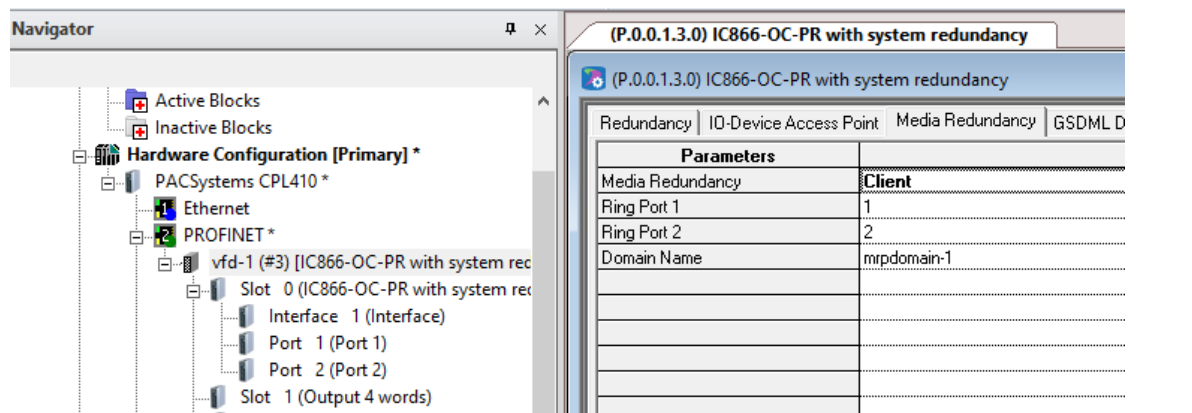 Navigator
Active Blocks
Inactive Blocks
Hardware Configuration [Primary] *
PACSystems CPL410 *
Ethernet
PROFINET *
vfd-1 (#3) [IC866-OC-PR with system rec
Slot 0 (IC866-OC-PR with system rec
Interface 1 (Interface)
Port 1 (Port 1)
Port 2 (Port 2)
Slot 1 (Output 4 words)
(P.0.0.1.3.0) IC866-OC-PR with system redundancy
(P.0.0.1.3.0) IC866-OC-PR with system redundancy
Redundancy IO-Device Access Point Media Redundancy GSDML D
Parameters
Media Redundancy Client
Ring Port 1 1
Ring Port 2 2
Domain Name mrpdomain-1